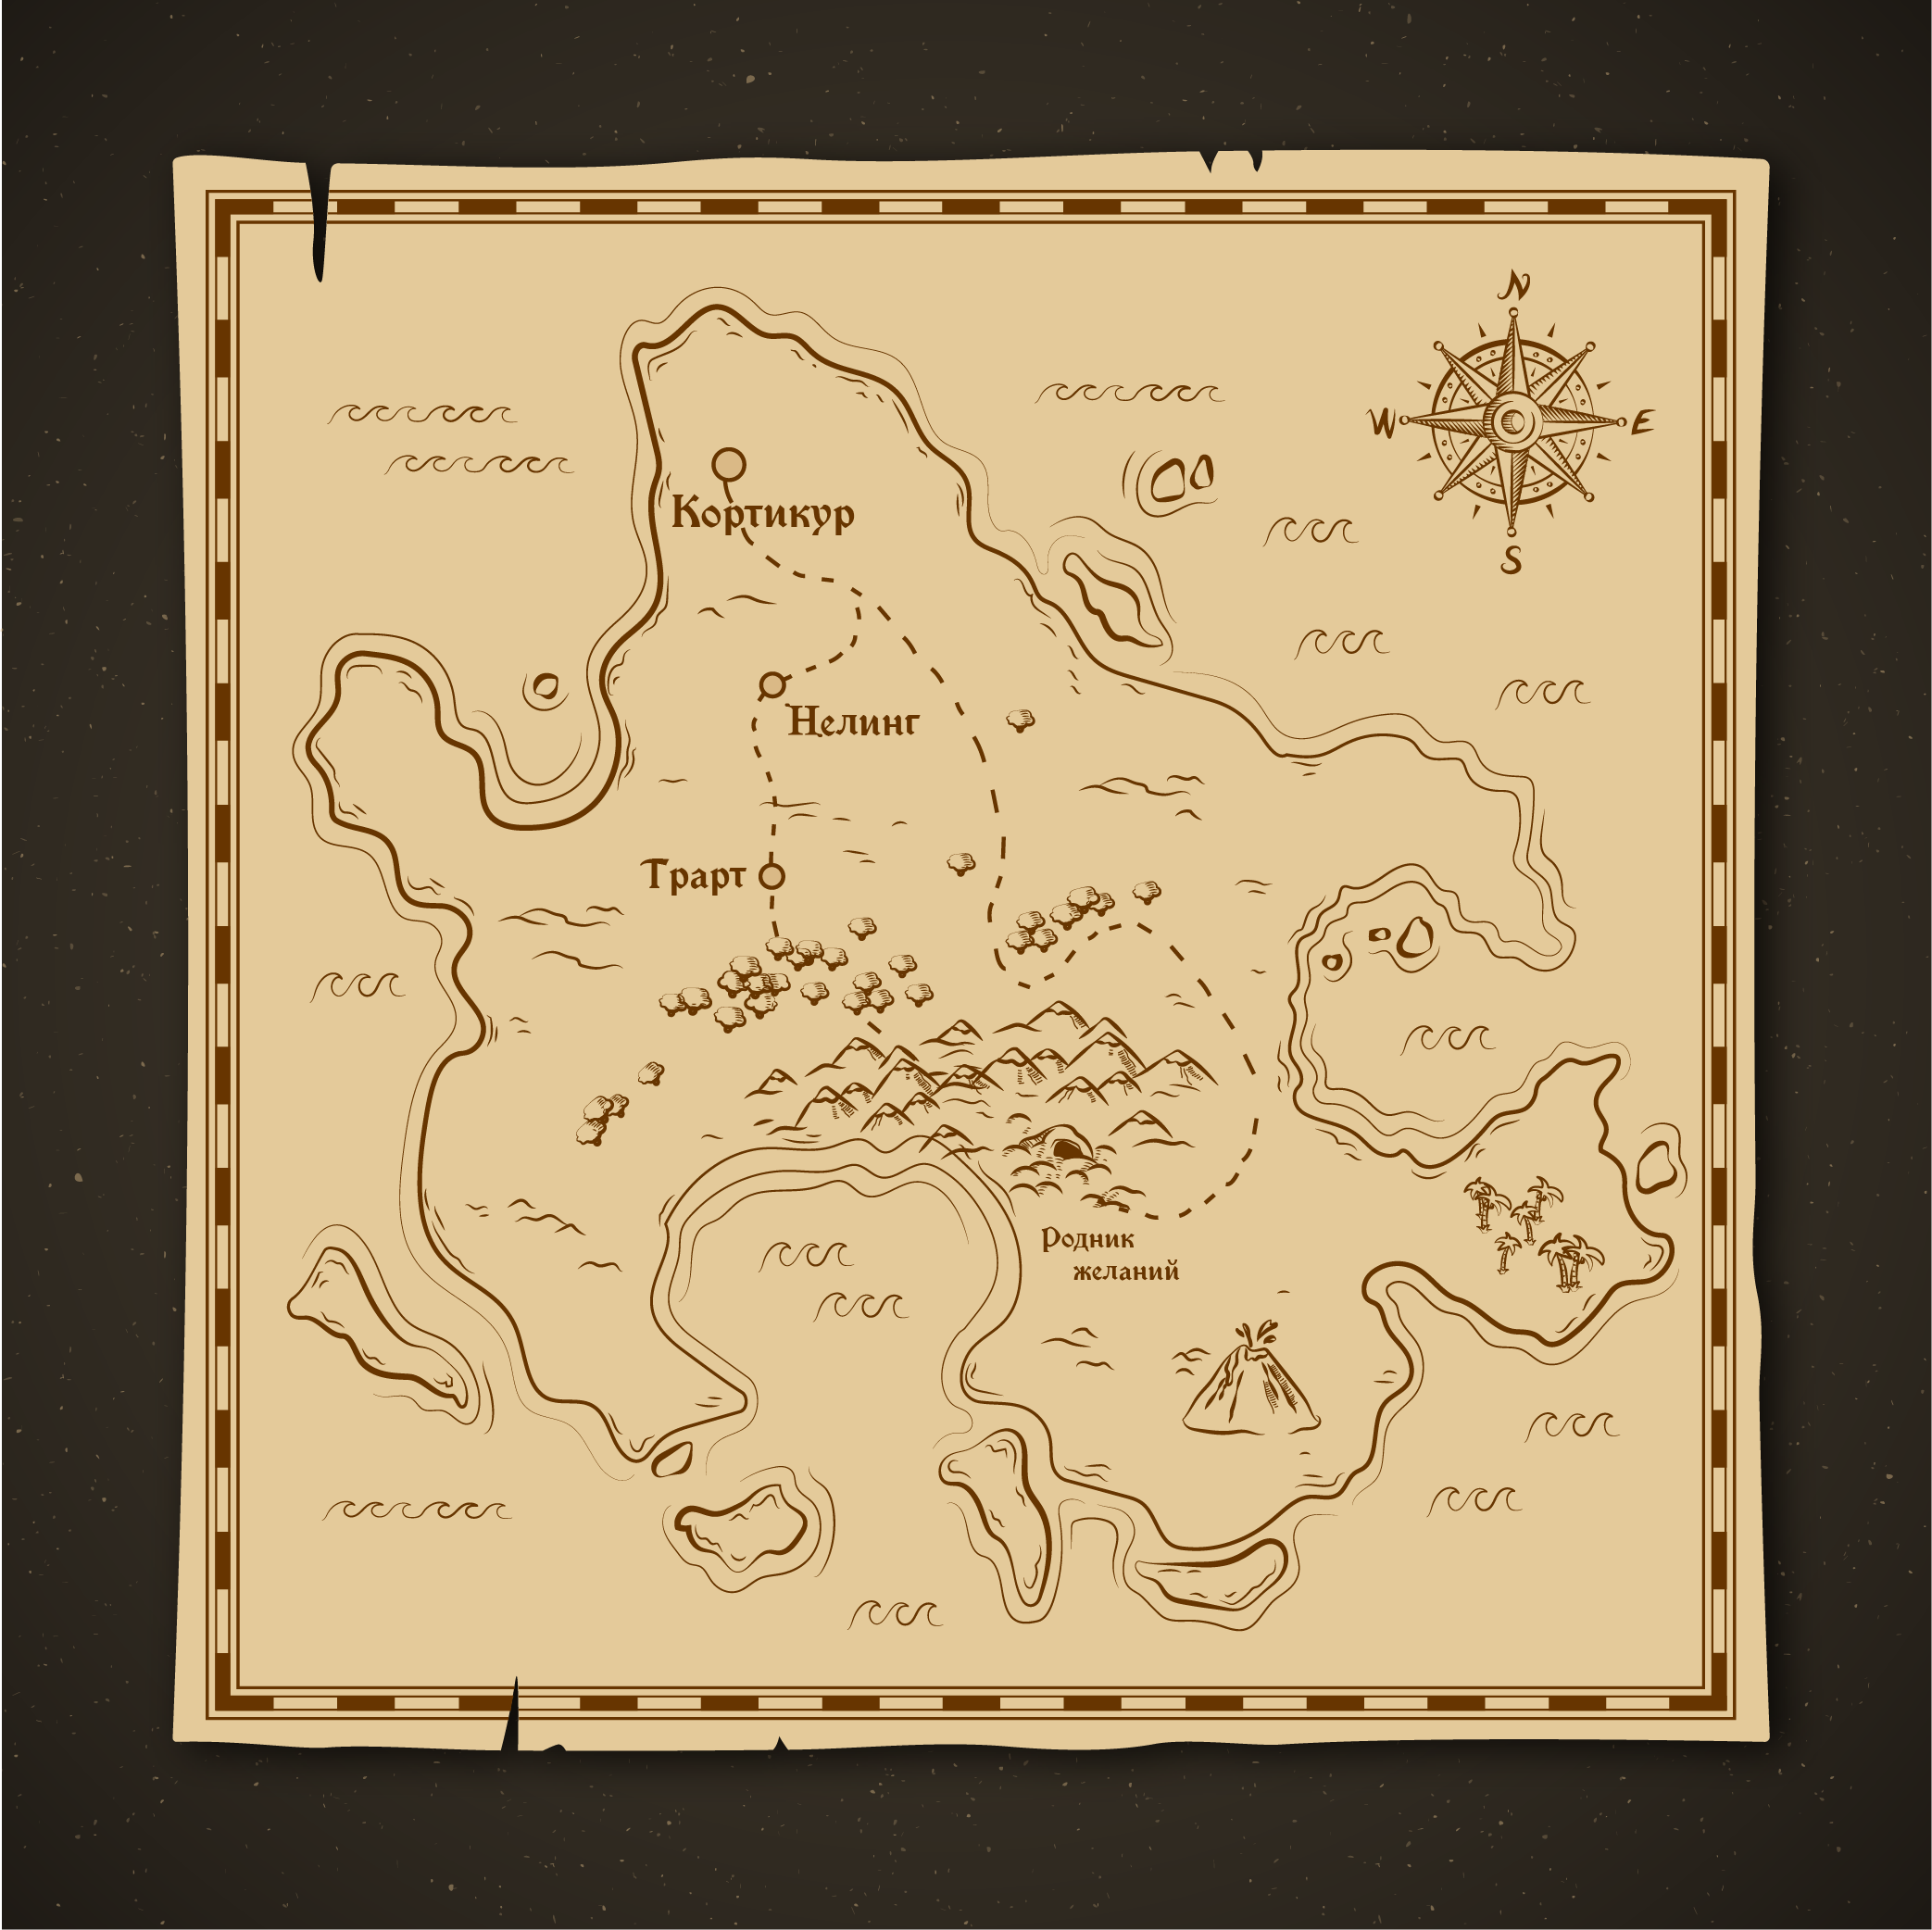 N
W
E
S
Кортикур
Нелинг
Трарт
Родник
желаний